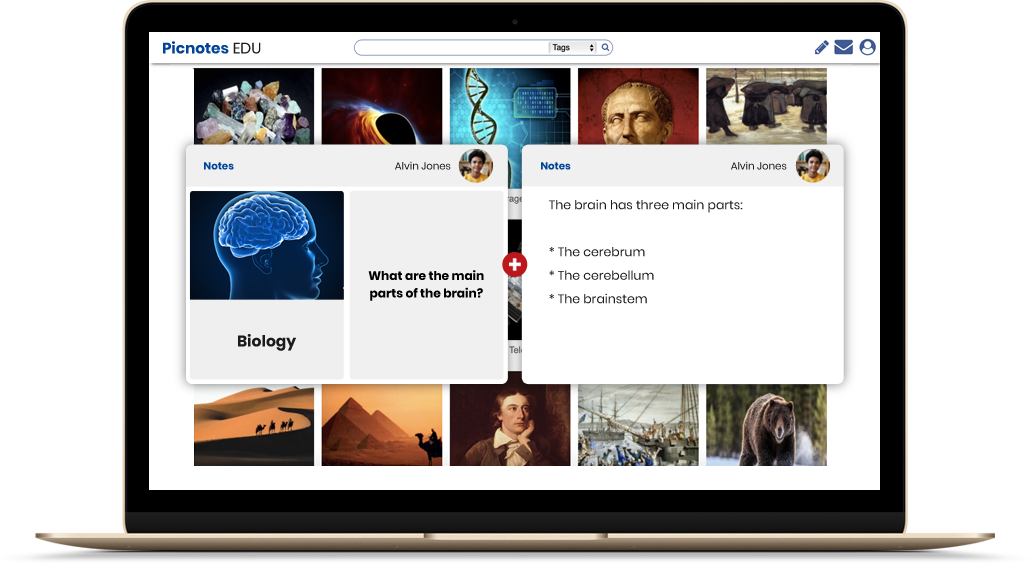 Picnotes EDU
Tags
Notes
Alvin Jones
Notes
Alvin Jones
The brain has three main parts:
* The cerebrum
* The cerebellum
* The brainstem
What are the main
parts of the brain?
Biology